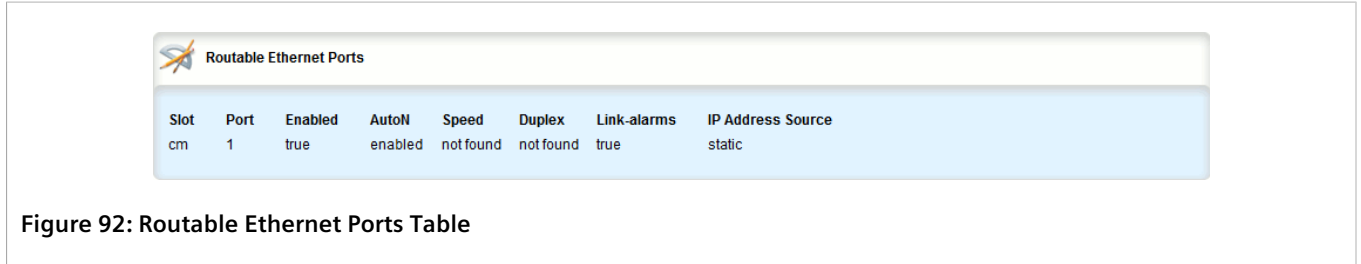 Routable Ethernet Ports
Slot Port Enabled AutoN Speed Duplex Link-alarms IP Address Source
cm 1 true enabled not found not found true static
Figure 92: Routable Ethernet Ports Table